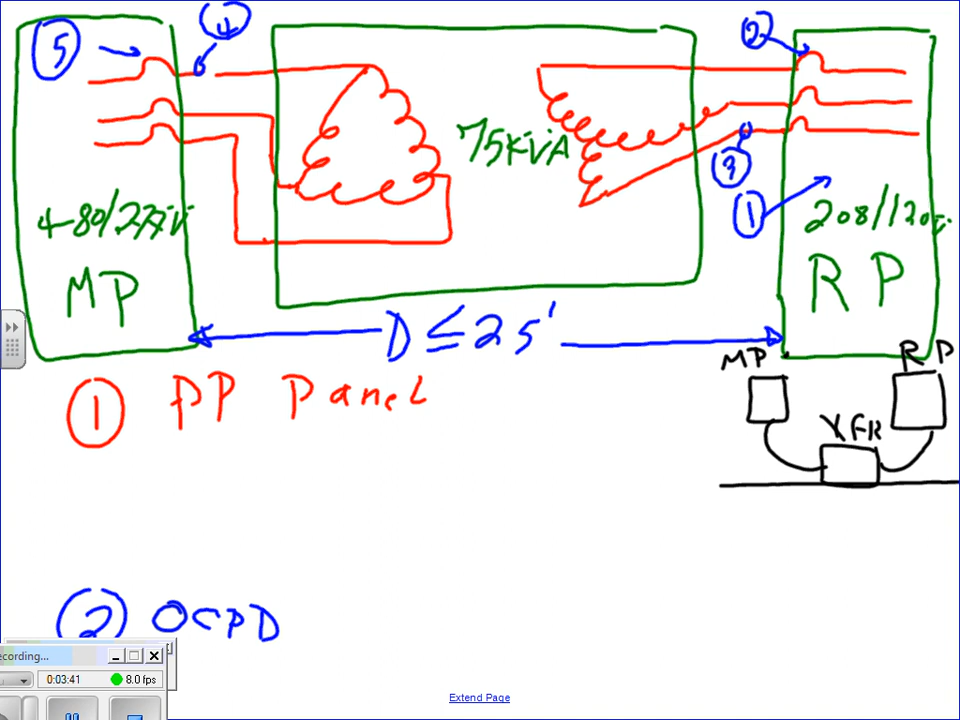 5
4
2
75KVA
3
1
480/277V
208/120V
MP
RP
D ≤ 25'
MP
RP
XFR
1 PP Panel
2 OCPD
ecording...
0:03:41
8.0 fps
Extend Page